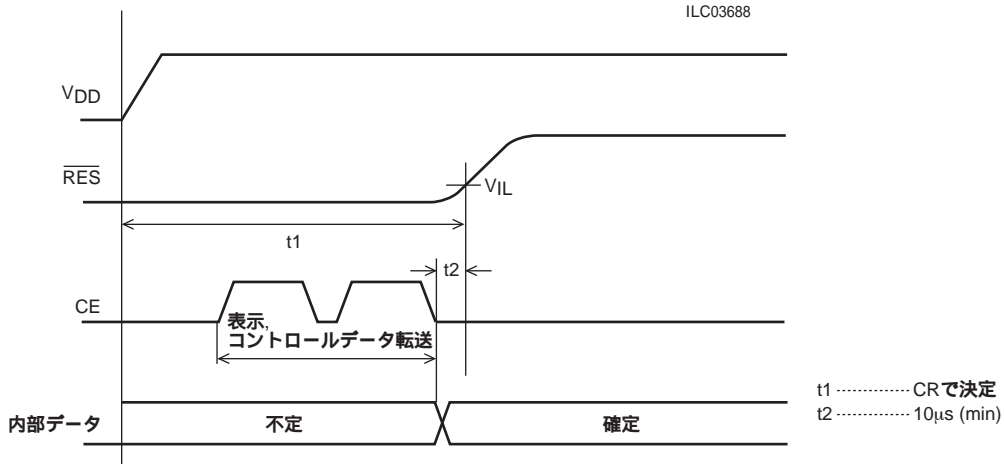 ILC03688
VDD
RES
VIL
t1
t2
CE
表示,
コントロールデータ転送
内部データ
不定
確定
t1 ············· CRで決定
t2 ············· 10μs (min)